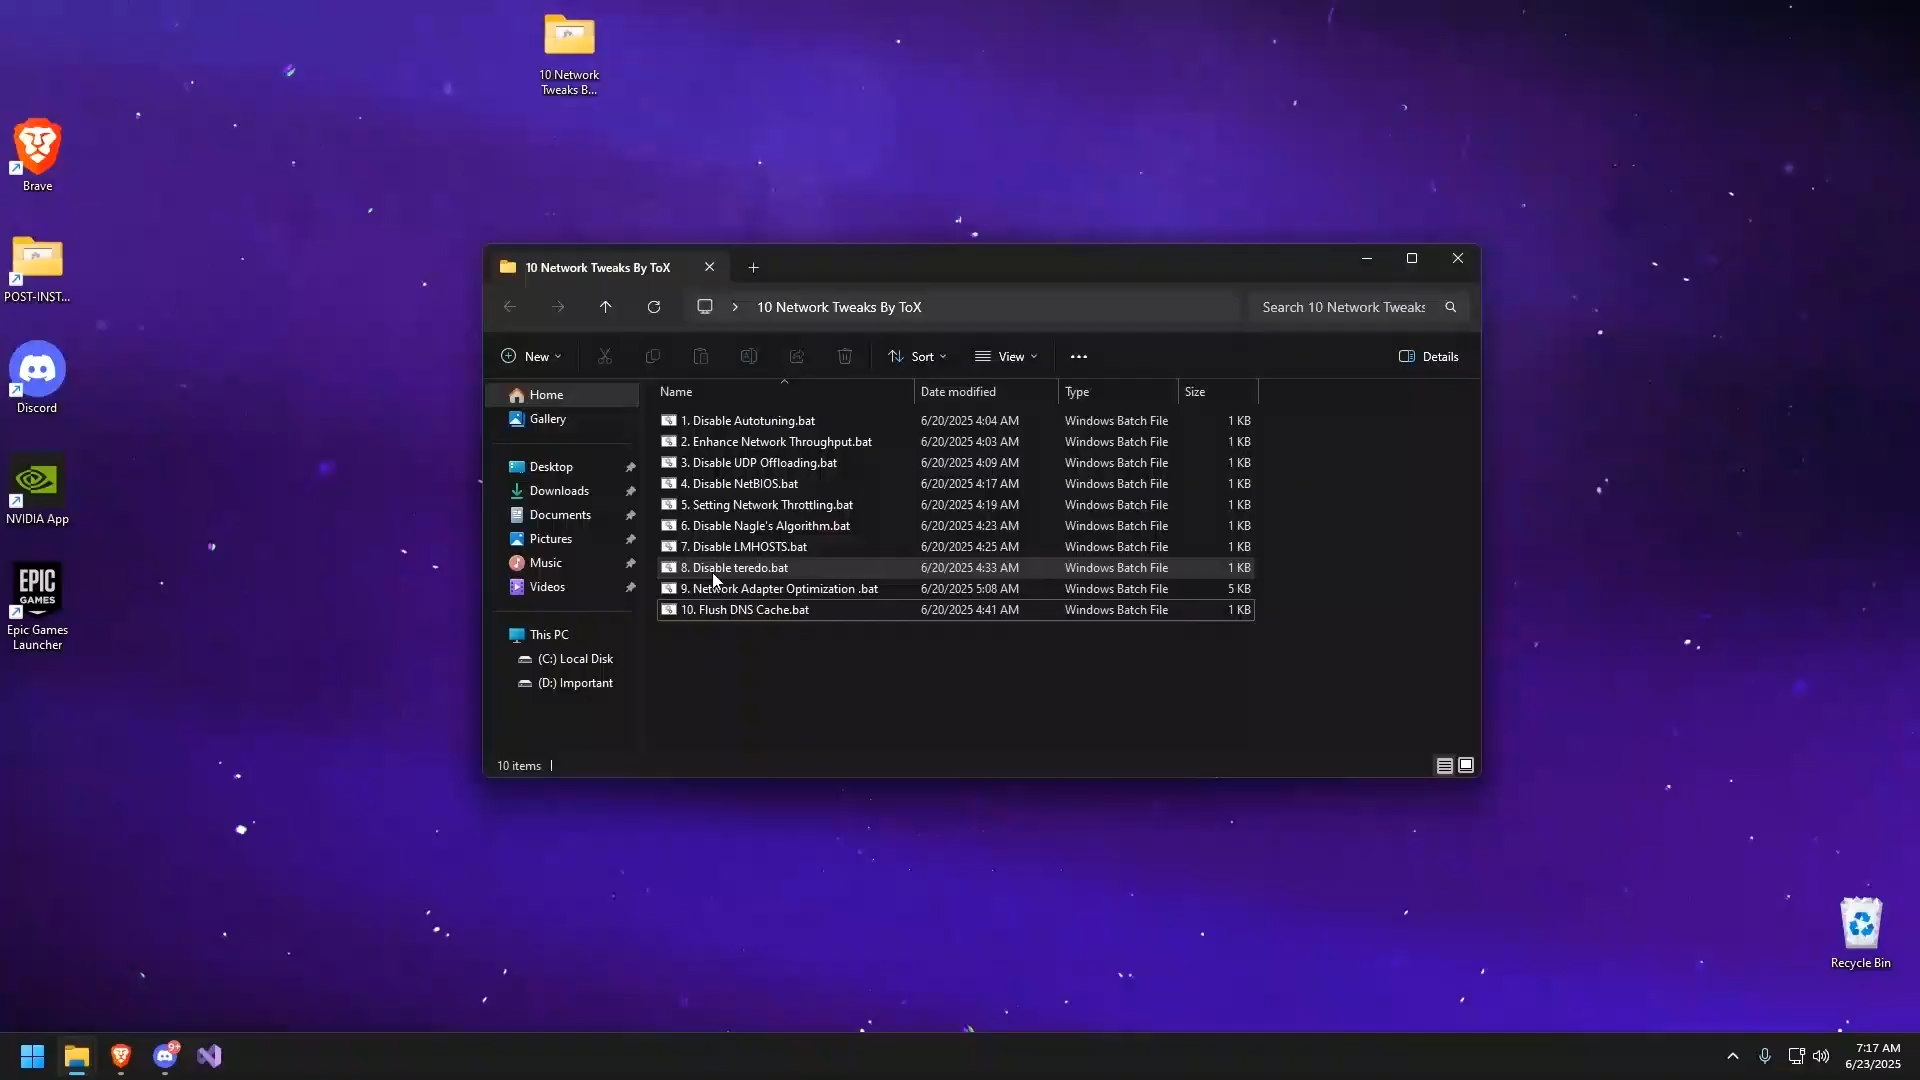 10 Network
Tweaks B...
Brave
POST-INST...
Discord
NVIDIA App
EPIC
GAMES
Epic Games
Launcher
10 Network Tweaks By ToX
10 Network Tweaks By ToX
Search 10 Network Tweaks
New
Sort
View
Details
Home
Gallery
Desktop
Downloads
Documents
Pictures
Music
Videos
This PC
(C:) Local Disk
(D:) Important
Name Date modified Type Size
1. Disable Autotuning.bat 6/20/2025 4:04 AM Windows Batch File 1 KB
2. Enhance Network Throughput.bat 6/20/2025 4:03 AM Windows Batch File 1 KB
3. Disable UDP Offloading.bat 6/20/2025 4:09 AM Windows Batch File 1 KB
4. Disable NetBIOS.bat 6/20/2025 4:17 AM Windows Batch File 1 KB
5. Setting Network Throttling.bat 6/20/2025 4:19 AM Windows Batch File 1 KB
6. Disable Nagle's Algorithm.bat 6/20/2025 4:23 AM Windows Batch File 1 KB
7. Disable LMHOSTS.bat 6/20/2025 4:25 AM Windows Batch File 1 KB
8. Disable teredo.bat 6/20/2025 4:33 AM Windows Batch File 1 KB
9. Network Adapter Optimization .bat 6/20/2025 5:08 AM Windows Batch File 5 KB
10. Flush DNS Cache.bat 6/20/2025 4:41 AM Windows Batch File 1 KB
10 items
Recycle Bin
9+
7:17 AM
6/23/2025